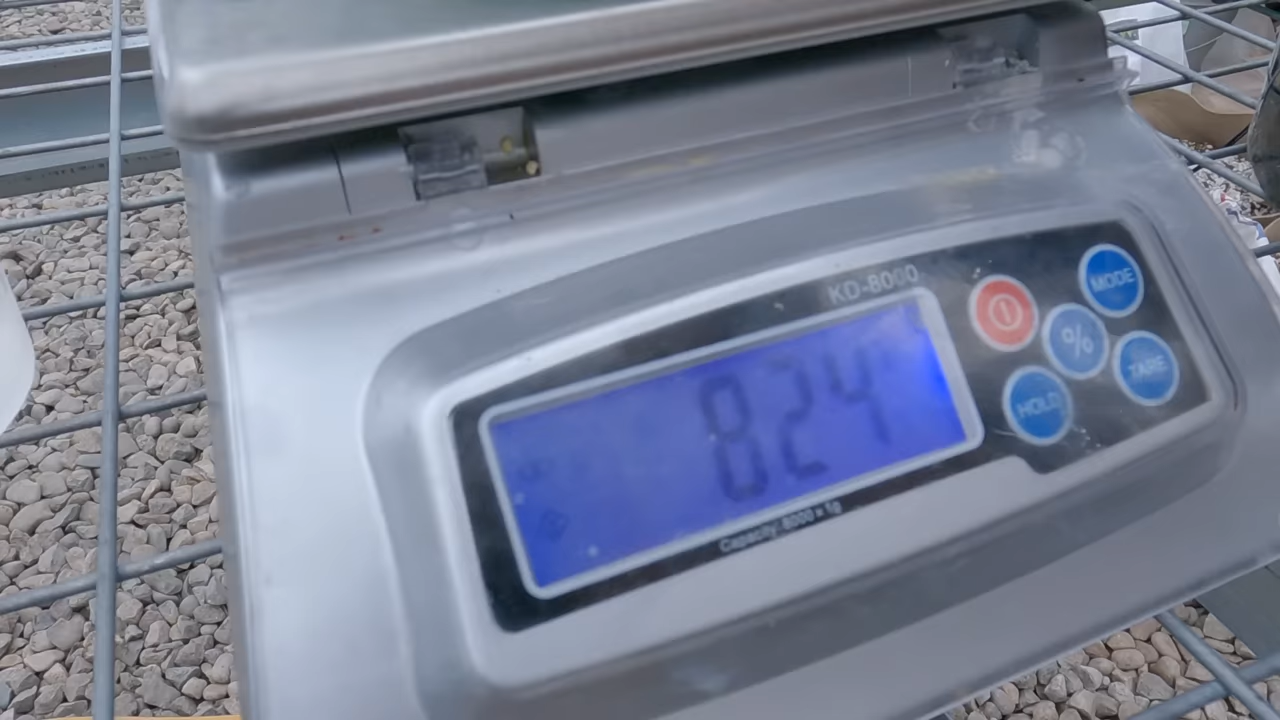 KD-8000
824
MODE
%
TARE
HOLD
Capacity: 8000 x 1g